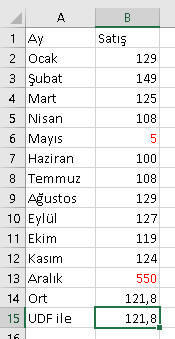 A B
1 Ay Satış
2 Ocak 129
3 Şubat 149
4 Mart 125
5 Nisan 108
6 Mayıs 5
7 Haziran 100
8 Temmuz 108
9 Ağustos 129
10 Eylül 127
11 Ekim 119
12 Kasım 124
13 Aralık 550
14 Ort 121,8
15 UDF ile 121,8